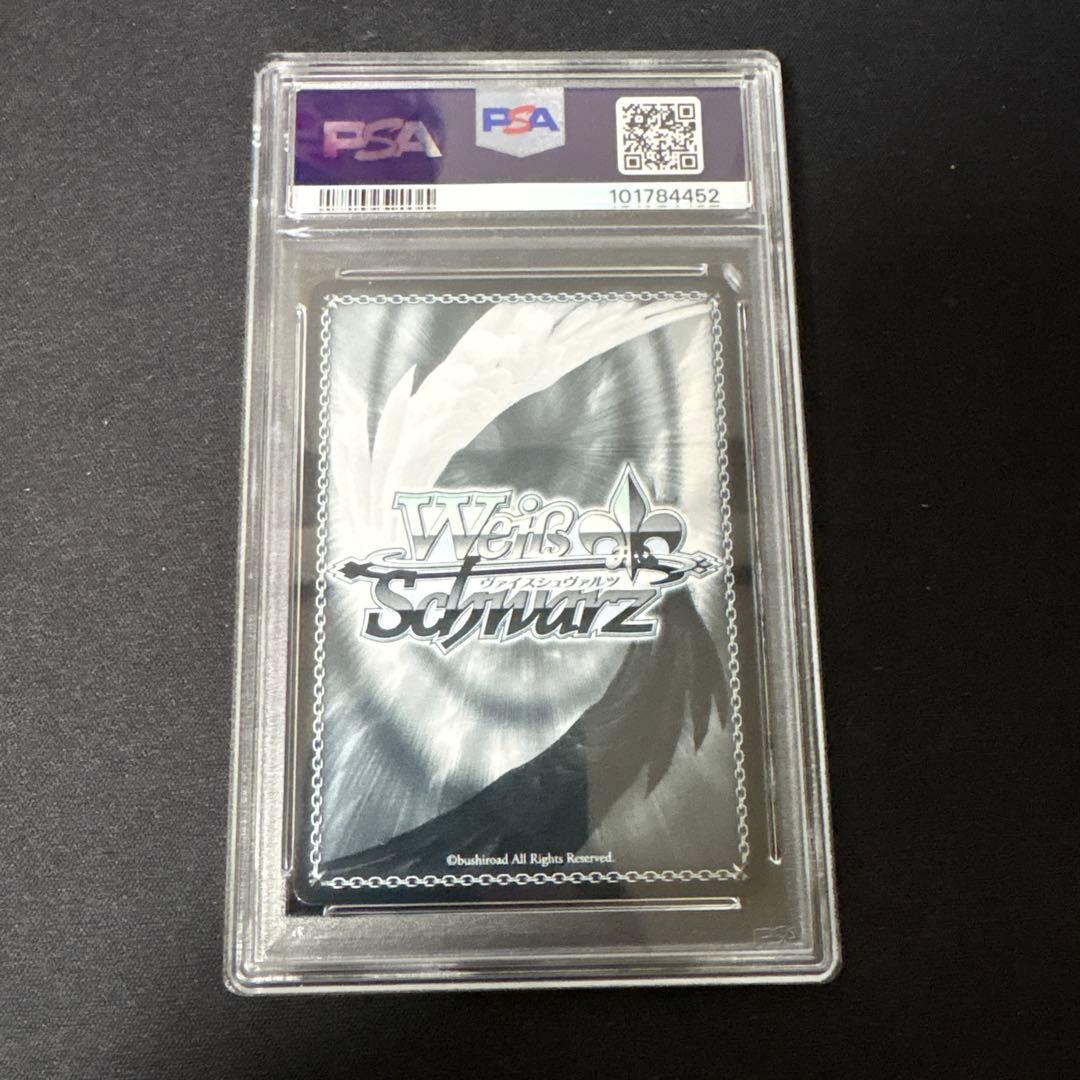 PSA
PSA
101784452
Weiß
ヴァイスシュヴァルツ
Schwarz
©bushiroad All Rights Reserved.
PSA